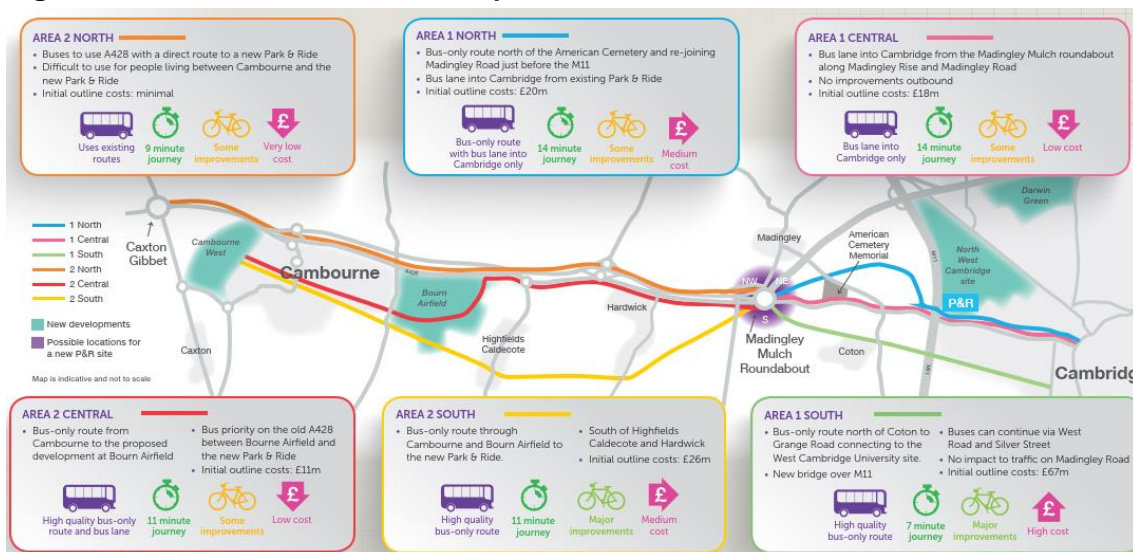 AREA 2 NORTH
• Buses to use A428 with a direct route to a new Park & Ride
• Difficult to use for people living between Cambourne and the
new Park & Ride
• Initial outline costs: minimal
Uses existing
routes
9 minute
journey
Some
improvements
Very low
cost
AREA 1 NORTH
• Bus-only route north of the American Cemetery and re-joining
Madingley Road just before the M11
• Bus lane into Cambridge from existing Park & Ride
• Initial outline costs: £20m
Bus-only route
with bus lane into
Cambridge only
14 minute
journey
Some
improvements
£
Medium
cost
AREA 1 CENTRAL
• Bus lane into Cambridge from the Madingley Mulch roundabout
along Madingley Rise and Madingley Road
• No improvements outbound
• Initial outline costs: £18m
Bus lane into
Cambridge only
14 minute
journey
Some
improvements
£
Low cost
1 North
1 Central
1 South
2 North
2 Central
2 South
New developments
Possible locations for
a new P&R site
Map is indicative and not to scale
Caxton
Gibbet
Cambourne
West
Cambourne
Caxton
A428
Bourn
Airfield
Highfields
Caldecote
Hardwick
Madingley
NW
NE
S
Madingley
Mulch
Roundabout
American
Cemetery
Memorial
Coton
M11
M11
P&R
North
West
Cambridge
site
Darwin
Green
Cambridg
AREA 2 CENTRAL
• Bus-only route from
Cambourne to the proposed
development at Bourn Airfield
• Bus priority on the old A428
between Bourne Airfield and
the new Park & Ride
• Initial outline costs: £11m
High quality bus-only
route and bus lane
11 minute
journey
Some
improvements
£
Low cost
AREA 2 SOUTH
• Bus-only route through
Cambourne and Bourn Airfield to
the new Park & Ride.
• South of Highfields
Caldecote and Hardwick
• Initial outline costs: £26m
High quality
bus-only route
11 minute
journey
Major
improvements
£
Medium
cost
AREA 1 SOUTH
• Bus-only route north of Coton to
Grange Road connecting to the
West Cambridge University site.
• New bridge over M11
• Buses can continue via West
Road and Silver Street
• No impact to traffic on Madingley Road
• Initial outline costs: £67m
High quality
bus-only route
7 minute
journey
Major
improvements
£
High cost